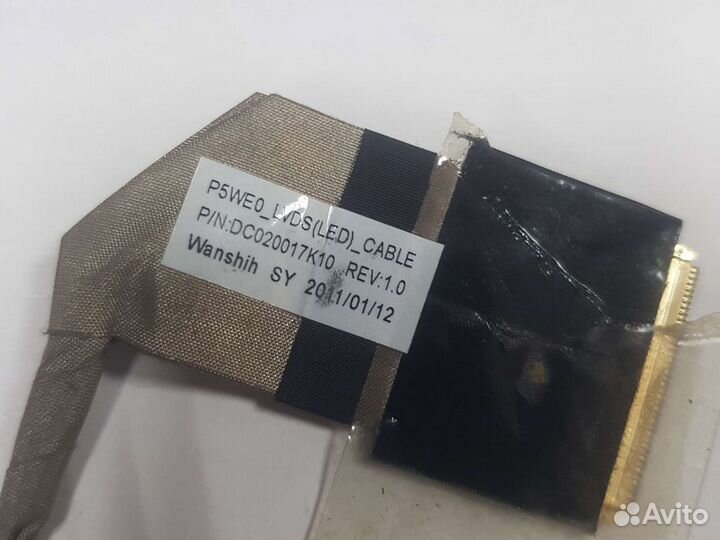 P5WE0_LVDS(LED)_CABLE
P/N:DC020017K10 REV:1.0
Wanshih SY 2011/01/12
Avito